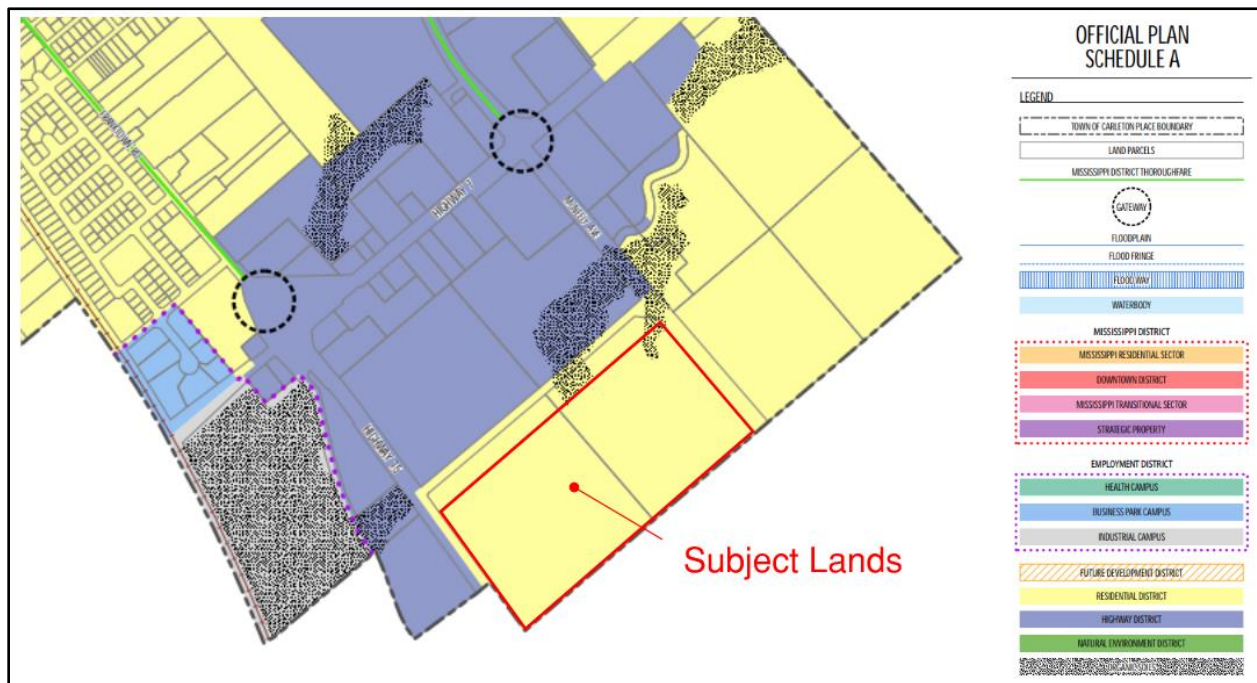 OFFICIAL PLAN
SCHEDULE A
LEGEND
TOWN OF CARLETON PLACE BOUNDARY
LAND PARCELS
MISSISSIPPI DISTRICT THOROUGHFARE
GATEWAY
FLOODPLAIN
FLOOD FRINGE
FLOOD WAY
WATERBODY
MISSISSIPPI DISTRICT
MISSISSIPPI RESIDENTIAL SECTOR
DOWNTOWN DISTRICT
MISSISSIPPI TRANSITIONAL SECTOR
STRATEGIC PROPERTY
EMPLOYMENT DISTRICT
HEALTH CAMPUS
BUSINESS PARK CAMPUS
INDUSTRIAL CAMPUS
FUTURE DEVELOPMENT DISTRICT
RESIDENTIAL DISTRICT
HIGHWAY DISTRICT
NATURAL ENVIRONMENT DISTRICT
ORGANIC SOILS
HIGHWAY 7
HIGHWAY 15
Subject Lands